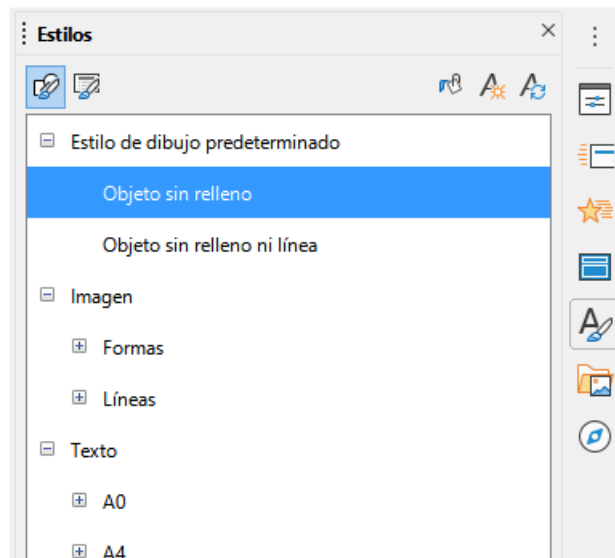 Estilos
Estilo de dibujo predeterminado
Objeto sin relleno
Objeto sin relleno ni línea
Imagen
Formas
Líneas
Texto
A0
A4